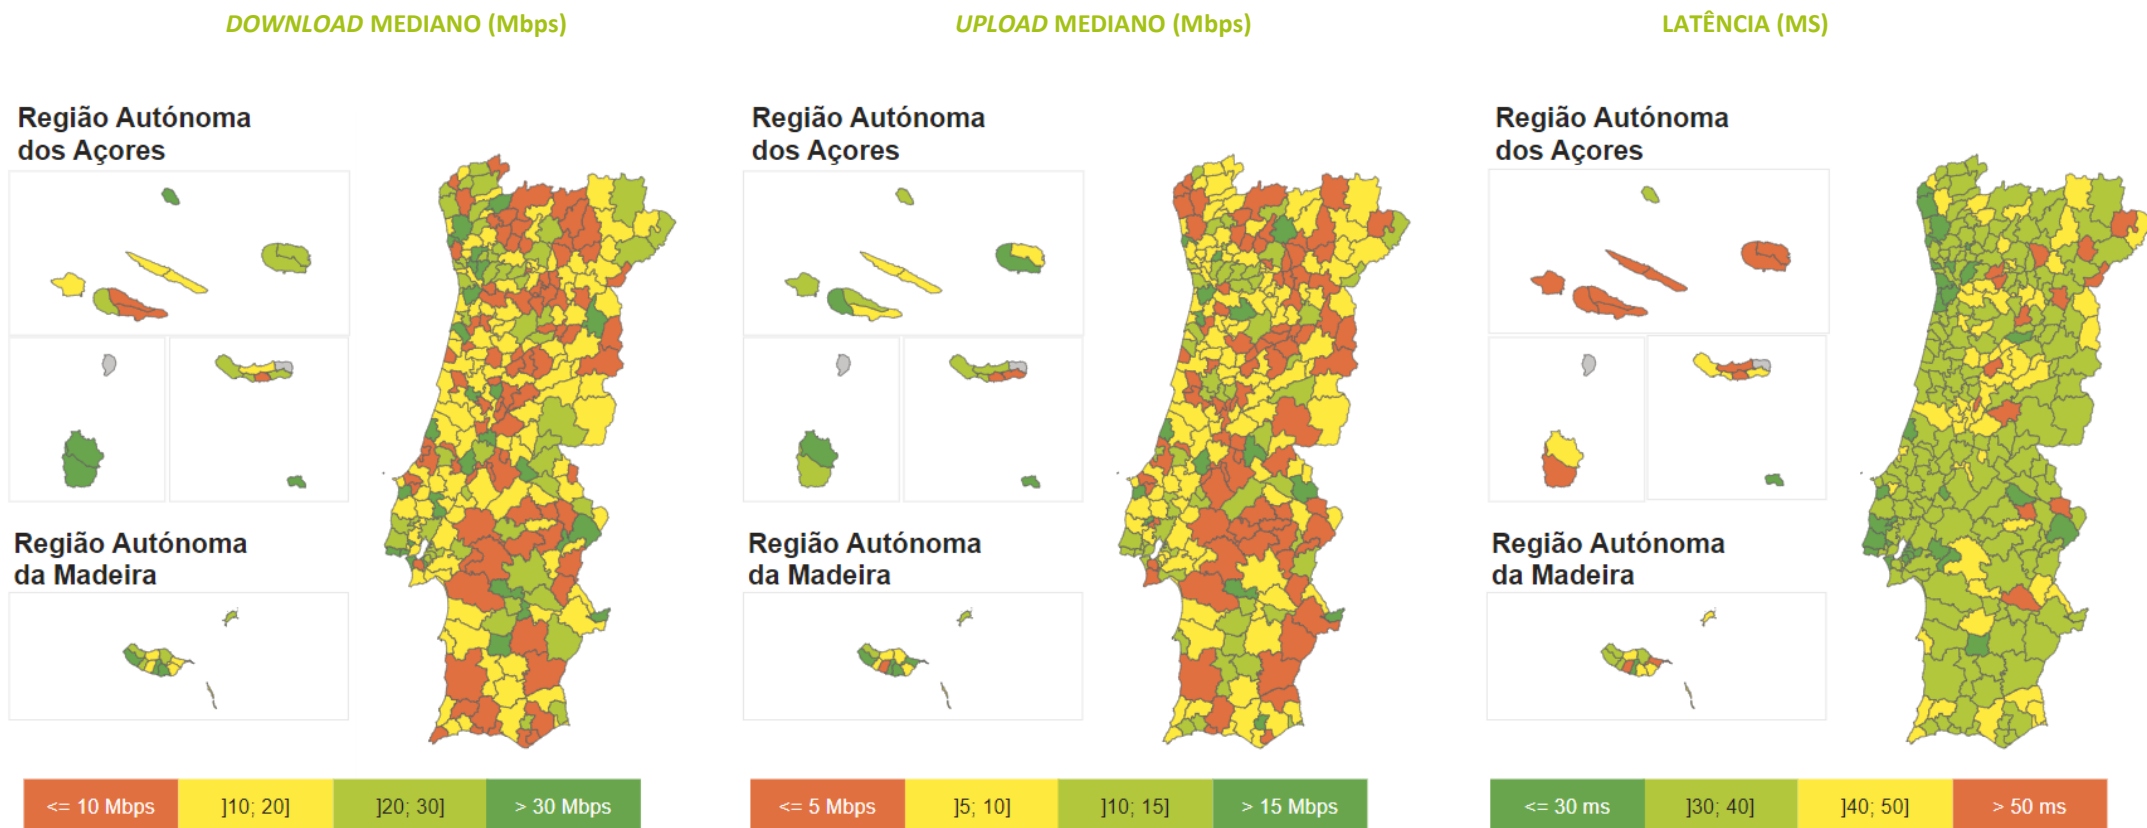 DOWNLOAD MEDIANO (Mbps)
Região Autónoma
dos Açores
Região Autónoma
da Madeira
<= 10 Mbps
]10; 20]
]20; 30]
> 30 Mbps
UPLOAD MEDIANO (Mbps)
Região Autónoma
dos Açores
Região Autónoma
da Madeira
<= 5 Mbps
]5; 10]
]10; 15]
> 15 Mbps
LATÊNCIA (MS)
Região Autónoma
dos Açores
Região Autónoma
da Madeira
<= 30 ms
]30; 40]
]40; 50]
> 50 ms